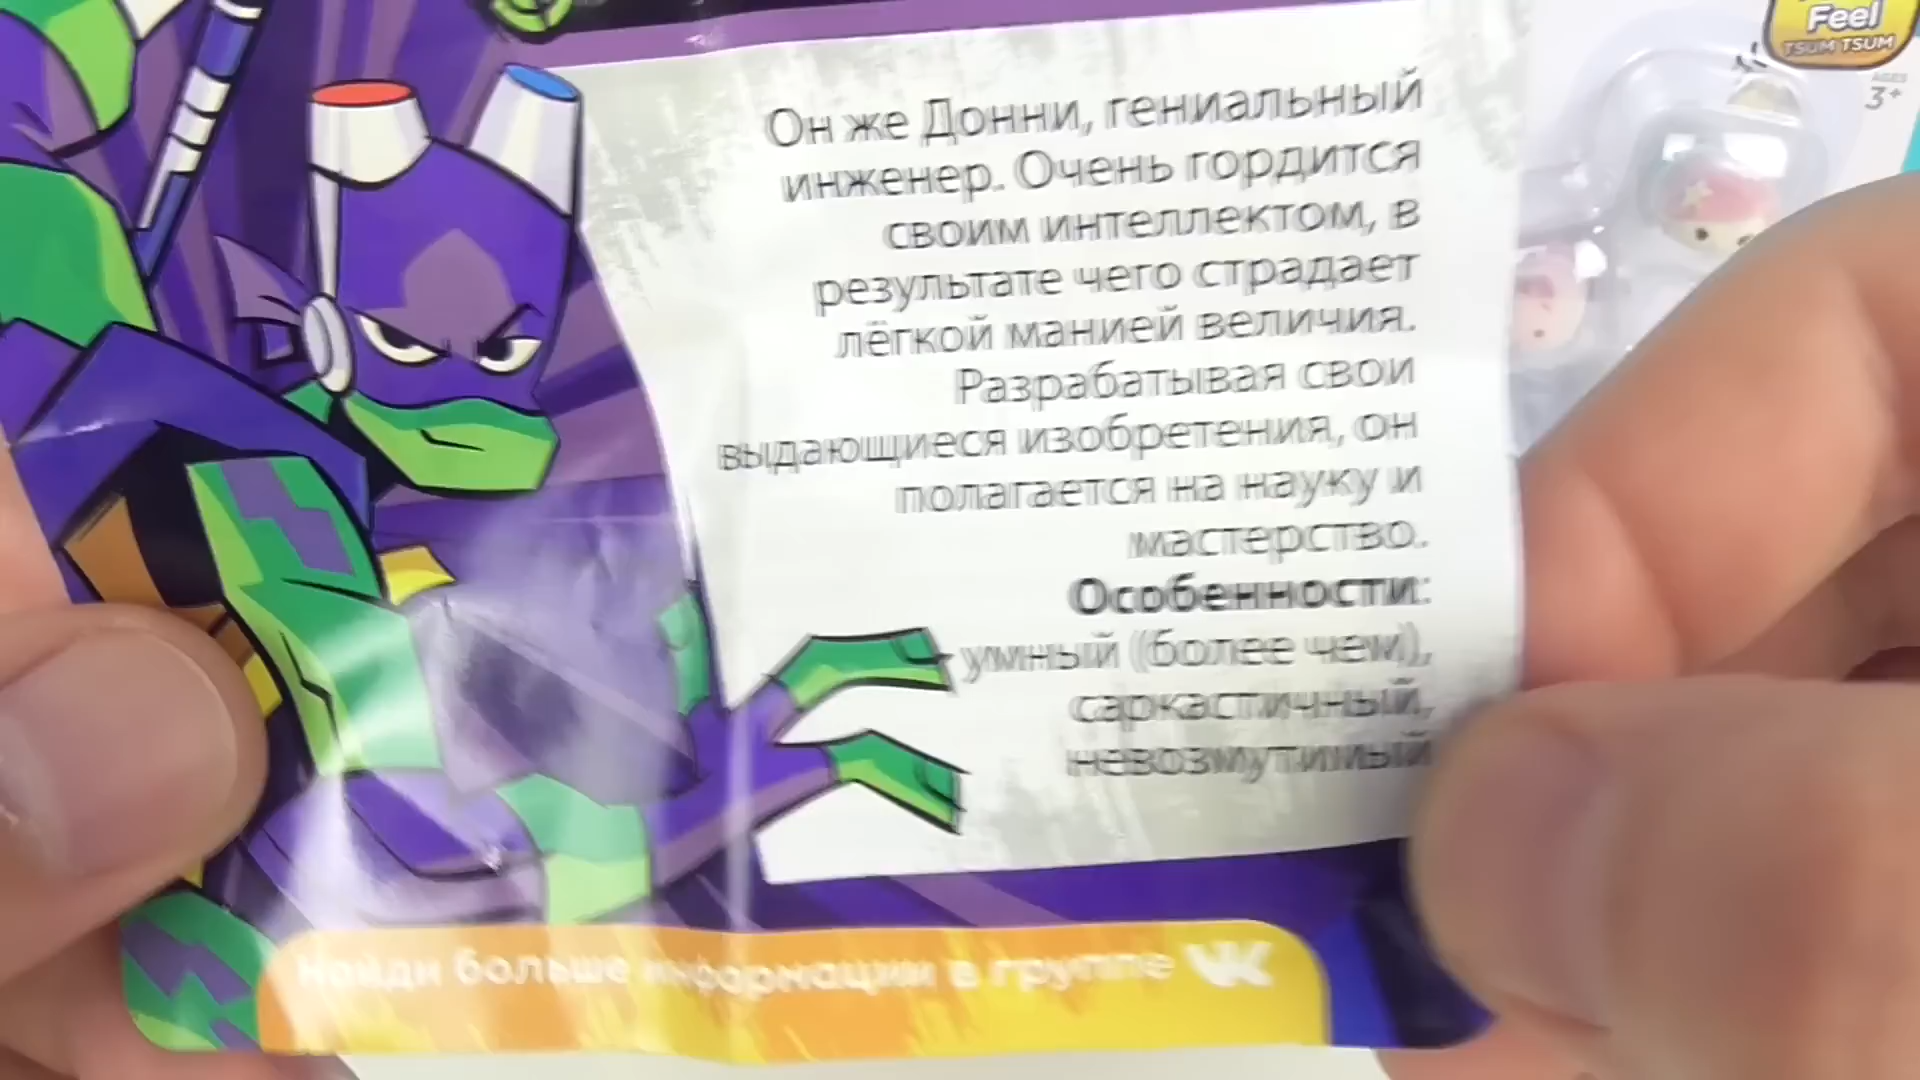 Feel
TSUM TSUM
AGES
3+
Он же Донни, гениальный
инженер. Очень гордится
своим интеллектом, в
результате чего страдает
лёгкой манией величия.
Разрабатывая свои
выдающиеся изобретения, он
полагается на науку и
мастерство.
Особенности:
умный (более чем),
саркастичный,
невозмутимый
Найди больше информации в группе VK